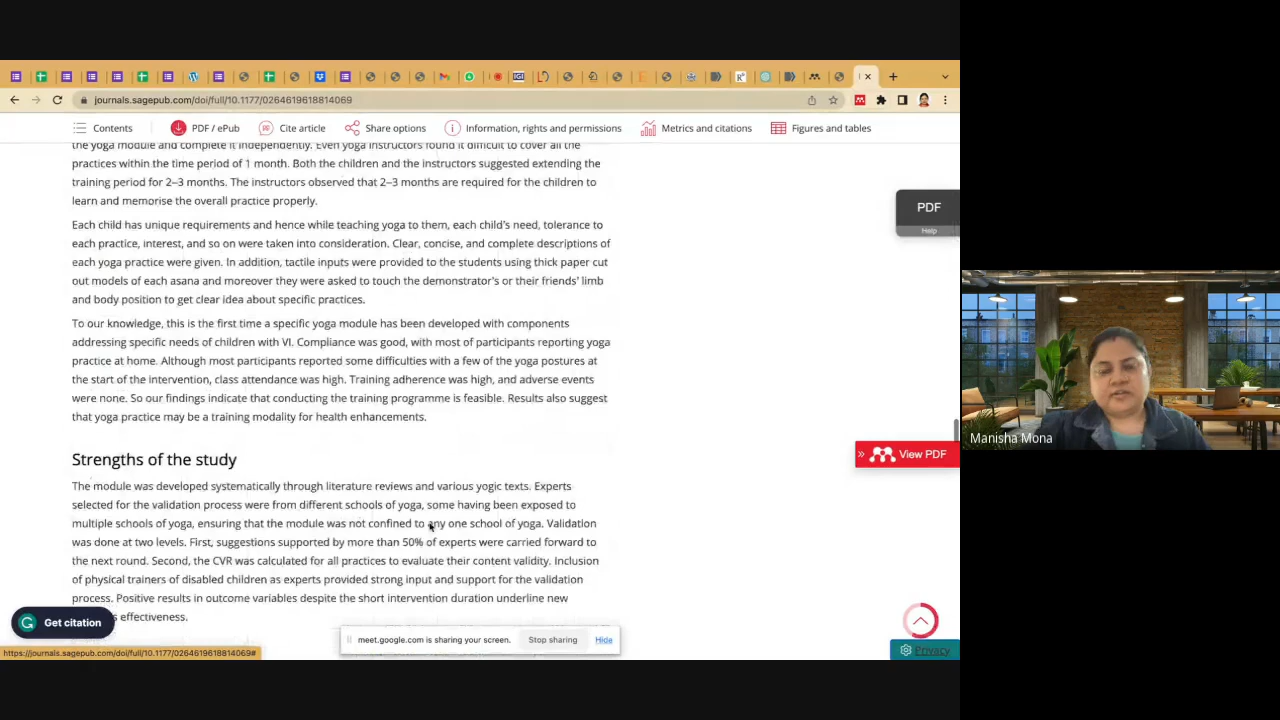 journals.sagepub.com/doi/full/10.1177/0264619618814069
Contents
PDF / ePub
Cite article
Share options
Information, rights and permissions
Metrics and citations
Figures and tables
the yoga module and complete it independently. Even yoga instructors found it difficult to cover all the
practices within the time period of 1 month. Both the children and the instructors suggested extending the
training period for 2–3 months. The instructors observed that 2–3 months are required for the children to
learn and memorise the overall practice properly.
Each child has unique requirements and hence while teaching yoga to them, each child's need, tolerance to
each practice, interest, and so on were taken into consideration. Clear, concise, and complete descriptions of
each yoga practice were given. In addition, tactile inputs were provided to the students using thick paper cut
out models of each asana and moreover they were asked to touch the demonstrator's or their friends' limb
and body position to get clear idea about specific practices.
To our knowledge, this is the first time a specific yoga module has been developed with components
addressing specific needs of children with VI. Compliance was good, with most of participants reporting yoga
practice at home. Although most participants reported some difficulties with a few of the yoga postures at
the start of the intervention, class attendance was high. Training adherence was high, and adverse events
were none. So our findings indicate that conducting the training programme is feasible. Results also suggest
that yoga practice may be a training modality for health enhancements.
Strengths of the study
The module was developed systematically through literature reviews and various yogic texts. Experts
selected for the validation process were from different schools of yoga, some having been exposed to
multiple schools of yoga, ensuring that the module was not confined to any one school of yoga. Validation
was done at two levels. First, suggestions supported by more than 50% of experts were carried forward to
the next round. Second, the CVR was calculated for all practices to evaluate their content validity. Inclusion
of physical trainers of disabled children as experts provided strong input and support for the validation
process. Positive results in outcome variables despite the short intervention duration underline new
effectiveness.
PDF
Help
View PDF
Get citation
meet.google.com is sharing your screen.
Stop sharing
Hide
Privacy
https://journals.sagepub.com/doi/full/10.1177/0264619618814069#
Manisha Mona